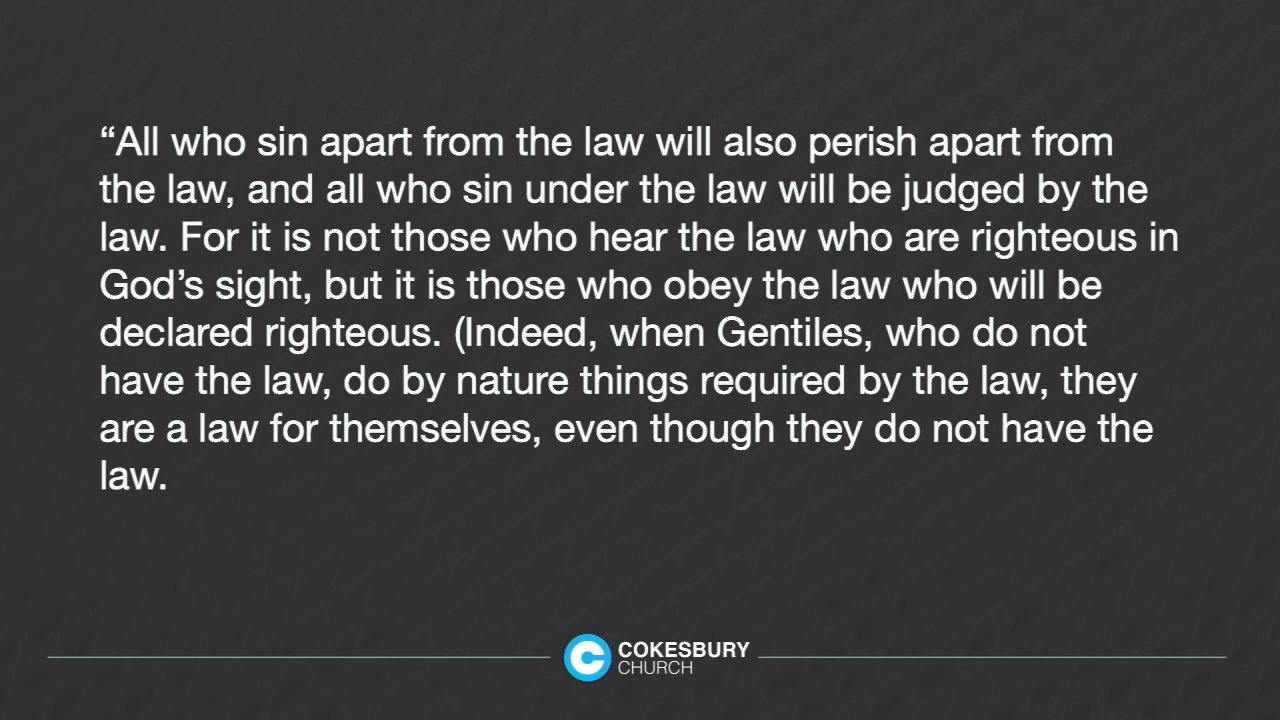 “All who sin apart from the law will also perish apart from
the law, and all who sin under the law will be judged by the
law. For it is not those who hear the law who are righteous in
God’s sight, but it is those who obey the law who will be
declared righteous. (Indeed, when Gentiles, who do not
have the law, do by nature things required by the law, they
are a law for themselves, even though they do not have the
law.
COKESBURY
CHURCH